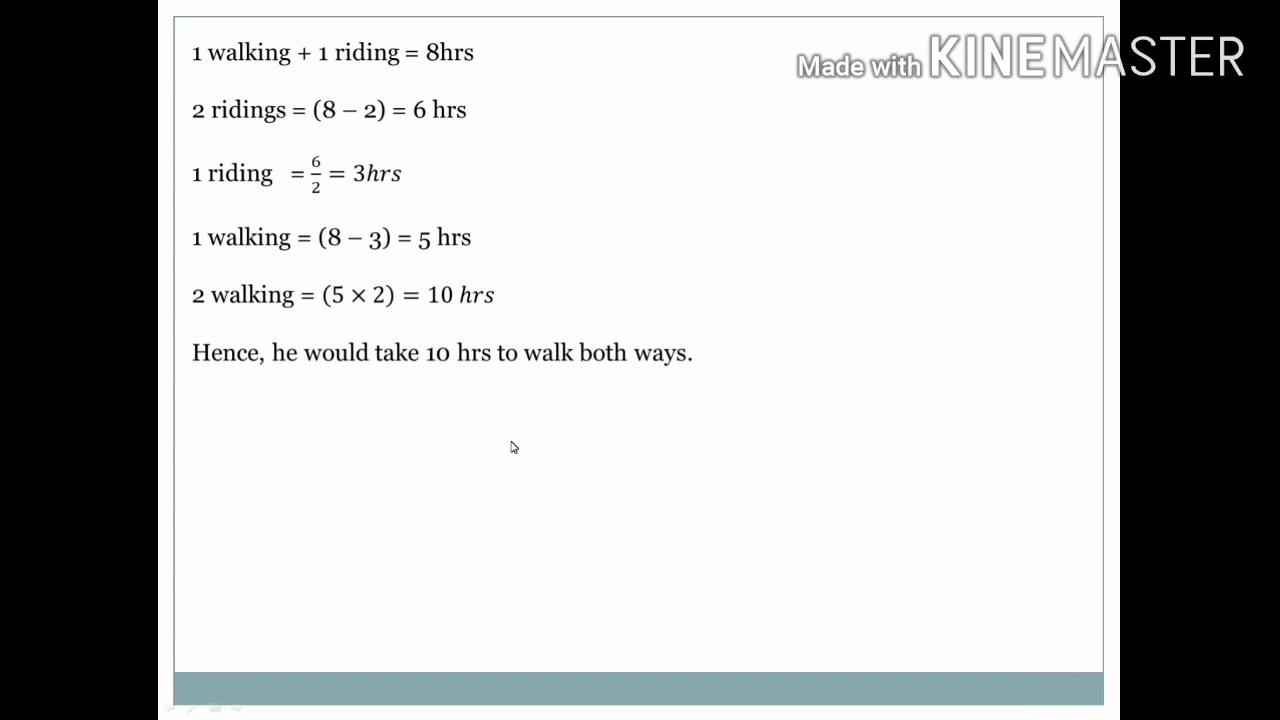 1 walking + 1 riding = 8hrs
Made with KINEMASTER
2 ridings = (8 – 2) = 6 hrs
1 riding = 6/2 = 3hrs
1 walking = (8 – 3) = 5 hrs
2 walking = (5 × 2) = 10 hrs
Hence, he would take 10 hrs to walk both ways.